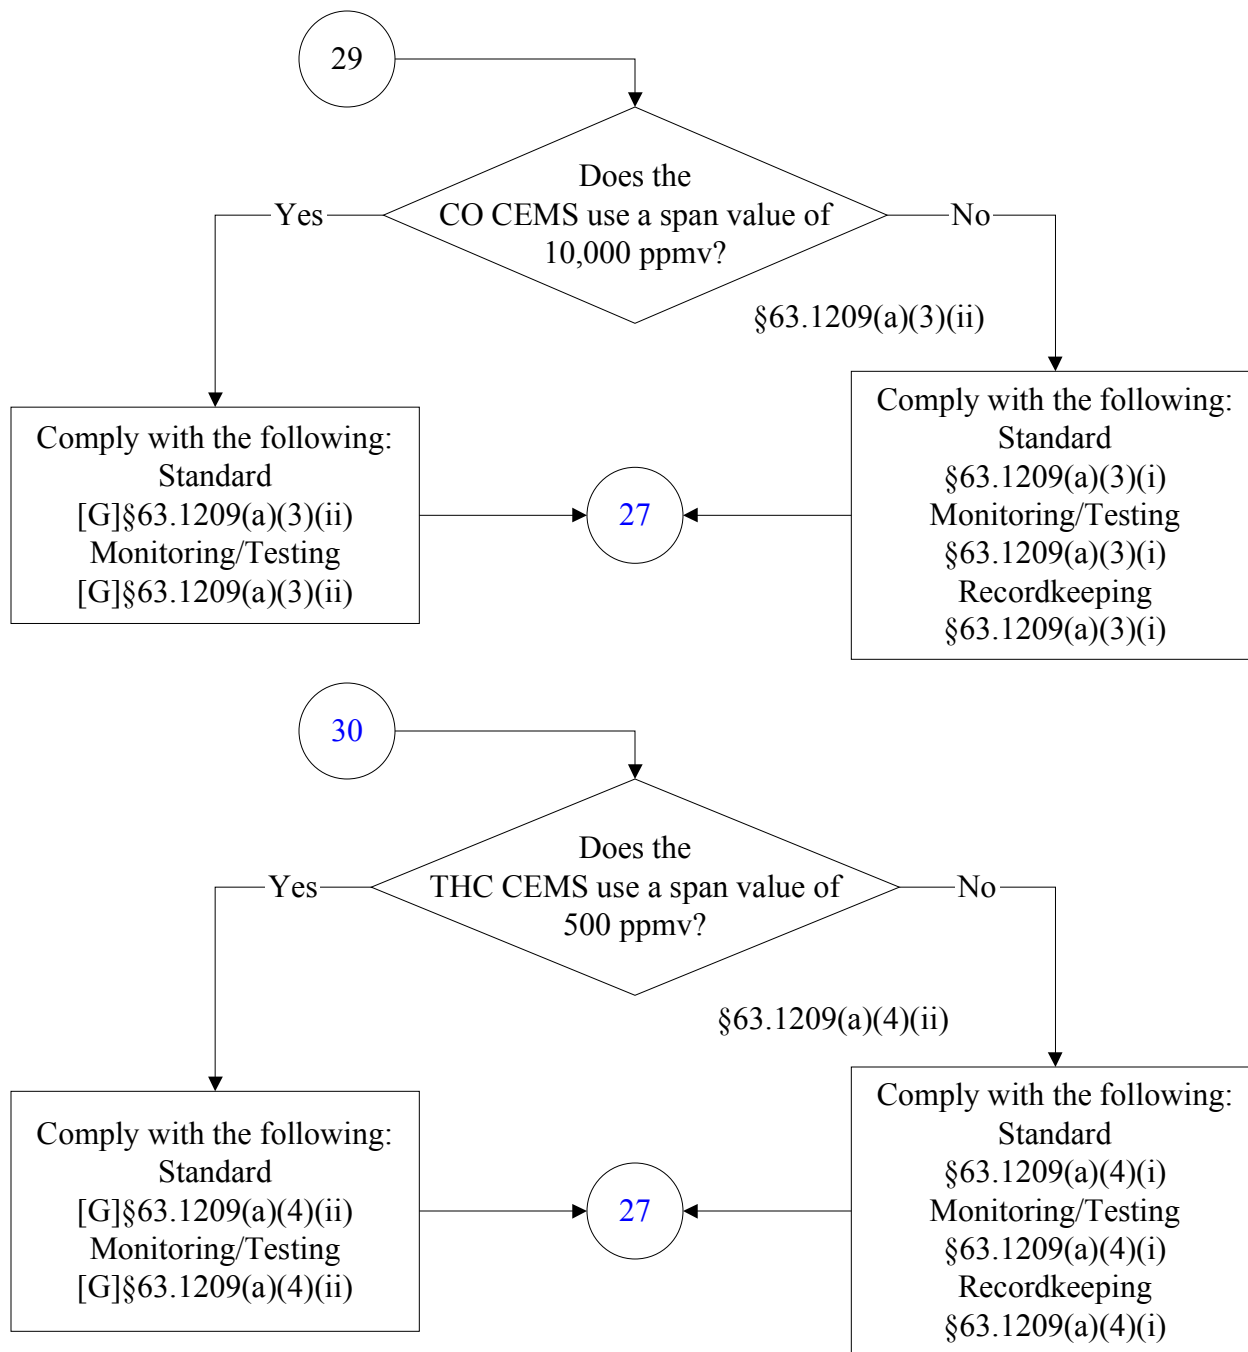 29
Does the
CO CEMS use a span value of
10,000 ppmv?
Yes
No
§63.1209(a)(3)(ii)
Comply with the following:
Standard
[G]§63.1209(a)(3)(ii)
Monitoring/Testing
[G]§63.1209(a)(3)(ii)
27
Comply with the following:
Standard
§63.1209(a)(3)(i)
Monitoring/Testing
§63.1209(a)(3)(i)
Recordkeeping
§63.1209(a)(3)(i)
30
Does the
THC CEMS use a span value of
500 ppmv?
Yes
No
§63.1209(a)(4)(ii)
Comply with the following:
Standard
[G]§63.1209(a)(4)(ii)
Monitoring/Testing
[G]§63.1209(a)(4)(ii)
27
Comply with the following:
Standard
§63.1209(a)(4)(i)
Monitoring/Testing
§63.1209(a)(4)(i)
Recordkeeping
§63.1209(a)(4)(i)